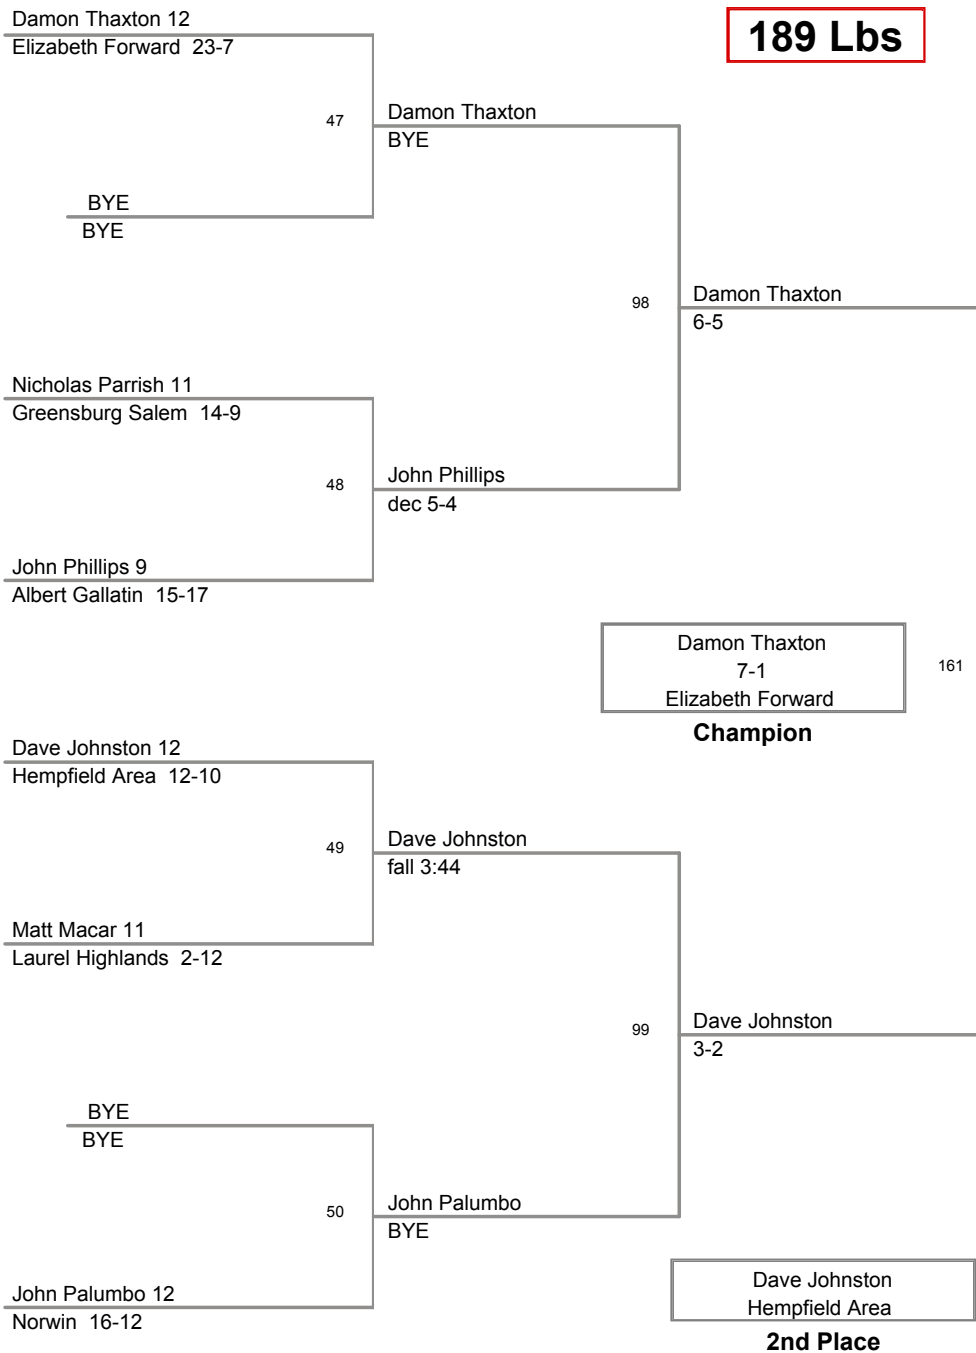 Damon Thaxton 12
Elizabeth Forward 23-7
189 Lbs
47
Damon Thaxton
BYE
BYE
BYE
98
Damon Thaxton
6-5
Nicholas Parrish 11
Greensburg Salem 14-9
48
John Phillips
dec 5-4
John Phillips 9
Albert Gallatin 15-17
Damon Thaxton
7-1
Elizabeth Forward
161
Champion
Dave Johnston 12
Hempfield Area 12-10
49
Dave Johnston
fall 3:44
Matt Macar 11
Laurel Highlands 2-12
99
Dave Johnston
3-2
BYE
BYE
50
John Palumbo
BYE
John Palumbo 12
Norwin 16-12
Dave Johnston
Hempfield Area
2nd Place